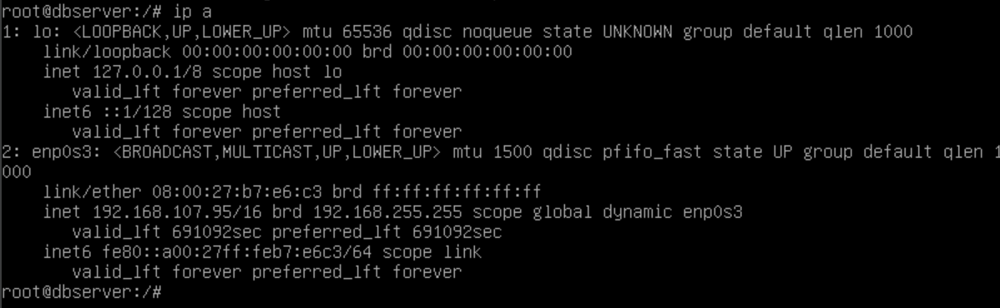 root@dbserver:/# ip a
1: lo: <LOOPBACK,UP,LOWER_UP> mtu 65536 qdisc noqueue state UNKNOWN group default qlen 1000
    link/loopback 00:00:00:00:00:00 brd 00:00:00:00:00:00
    inet 127.0.0.1/8 scope host lo
       valid_lft forever preferred_lft forever
    inet6 ::1/128 scope host
       valid_lft forever preferred_lft forever
2: enp0s3: <BROADCAST,MULTICAST,UP,LOWER_UP> mtu 1500 qdisc pfifo_fast state UP group default qlen 1
000
    link/ether 08:00:27:b7:e6:c3 brd ff:ff:ff:ff:ff:ff
    inet 192.168.107.95/16 brd 192.168.255.255 scope global dynamic enp0s3
       valid_lft 691092sec preferred_lft 691092sec
    inet6 fe80::a00:27ff:feb7:e6c3/64 scope link
       valid_lft forever preferred_lft forever
root@dbserver:/#